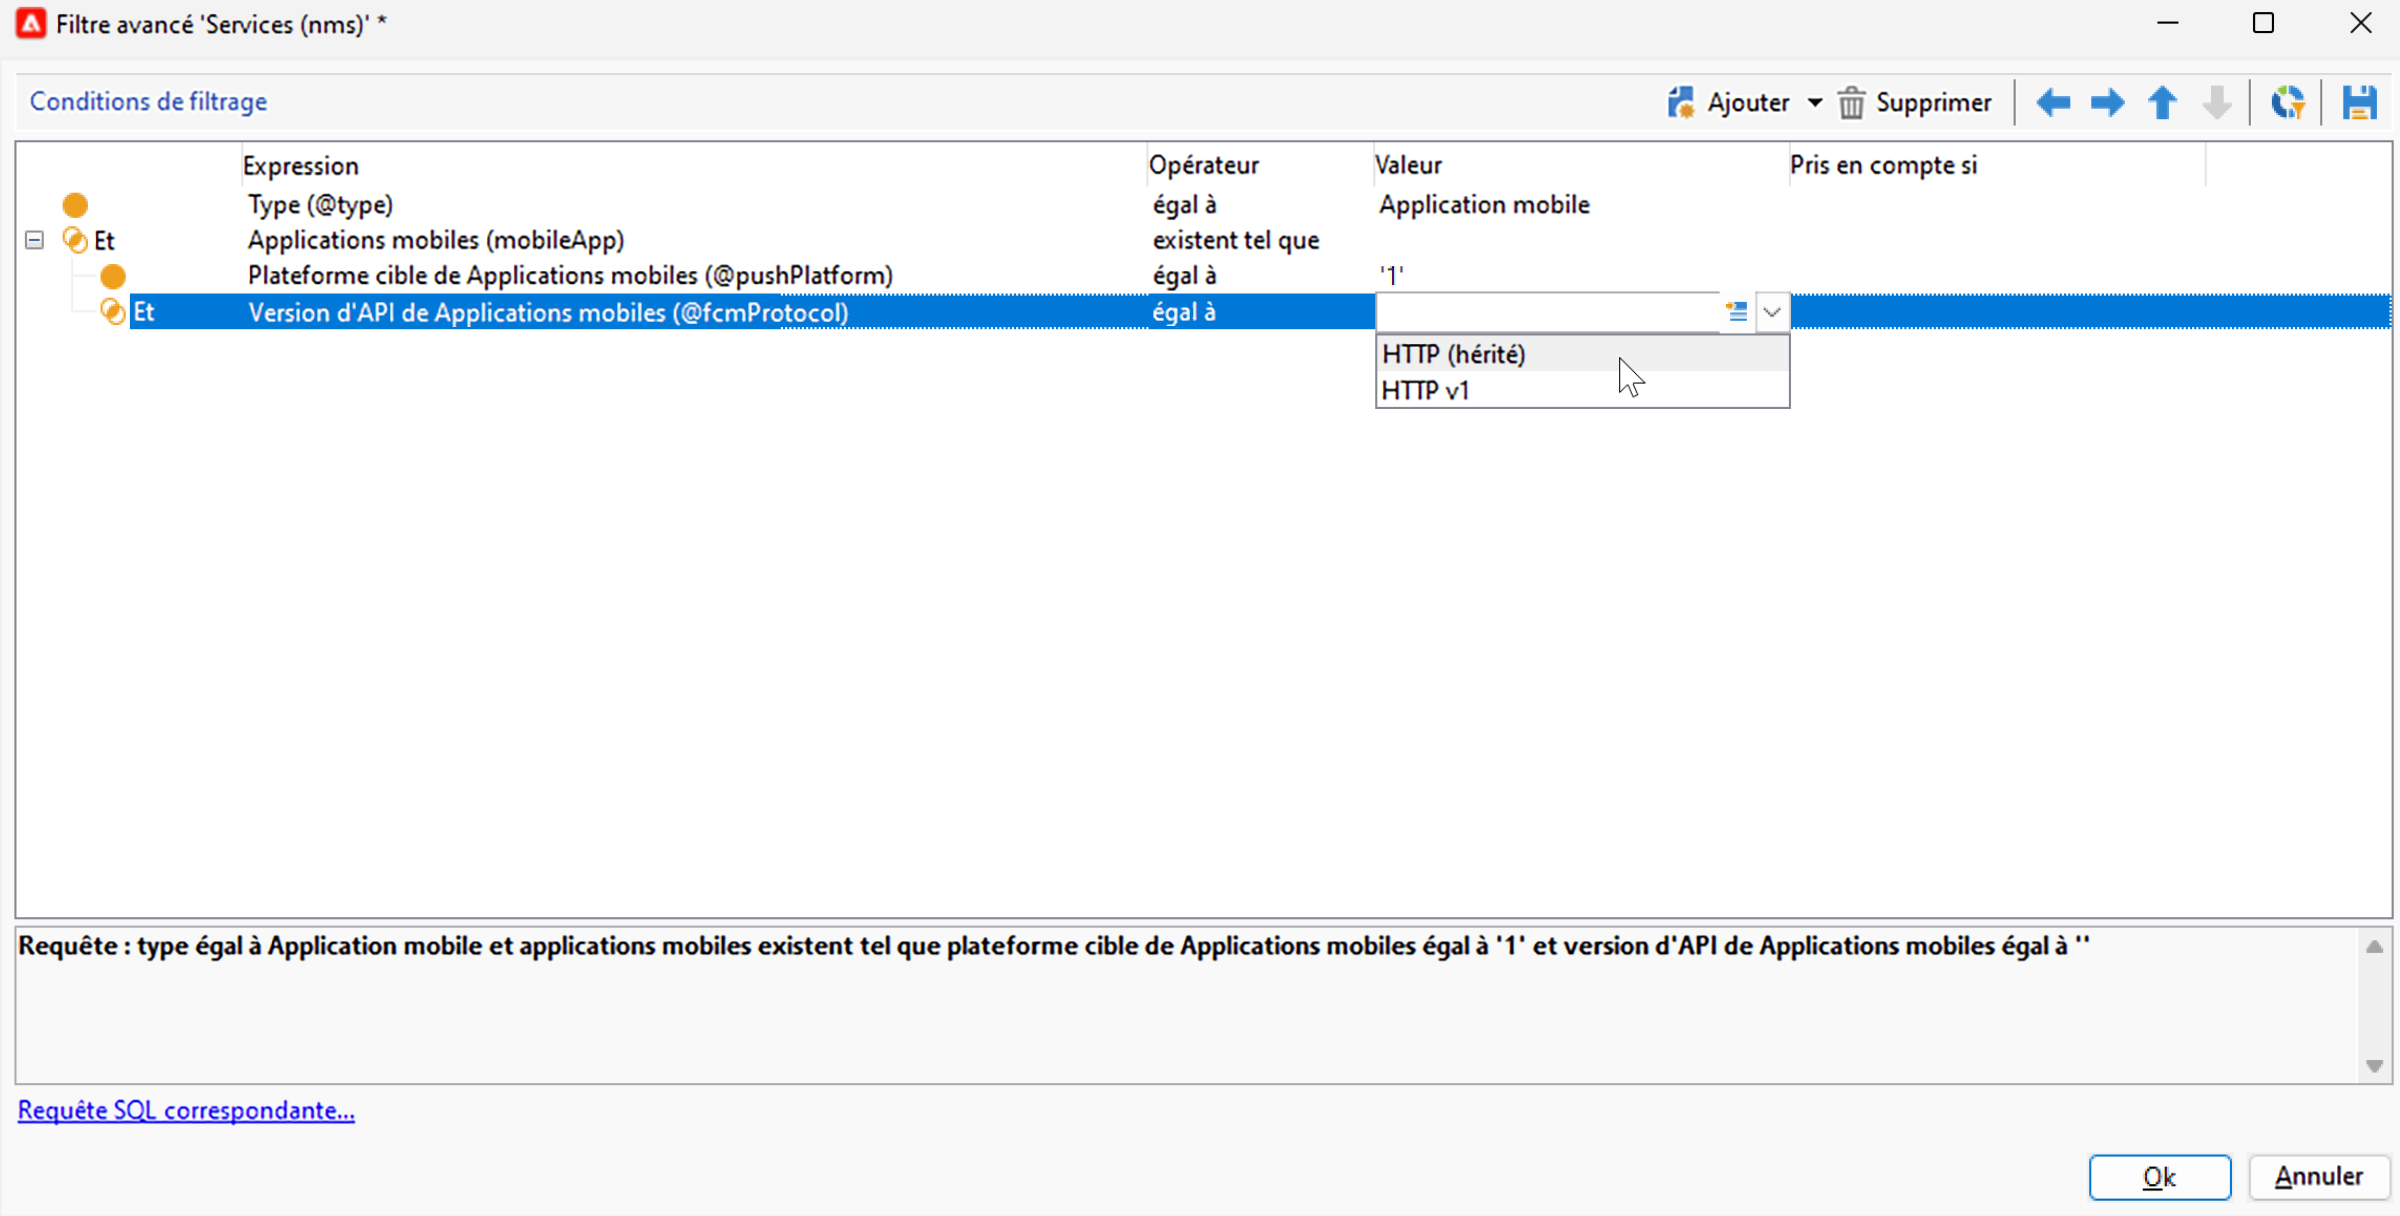 Filtre avancé 'Services (nms)' *
Conditions de filtrage
Ajouter Supprimer
Expression Opérateur Valeur Pris en compte si
Type (@type) égal à Application mobile
Et Applications mobiles (mobileApp) existent tel que
Plateforme cible de Applications mobiles (@pushPlatform) égal à '1'
Et Version d'API de Applications mobiles (@fcmProtocol) égal à
HTTP (hérité)
HTTP v1
Requête : type égal à Application mobile et applications mobiles existent tel que plateforme cible de Applications mobiles égal à '1' et version d'API de Applications mobiles égal à ''
Requête SQL correspondante...
Ok Annuler